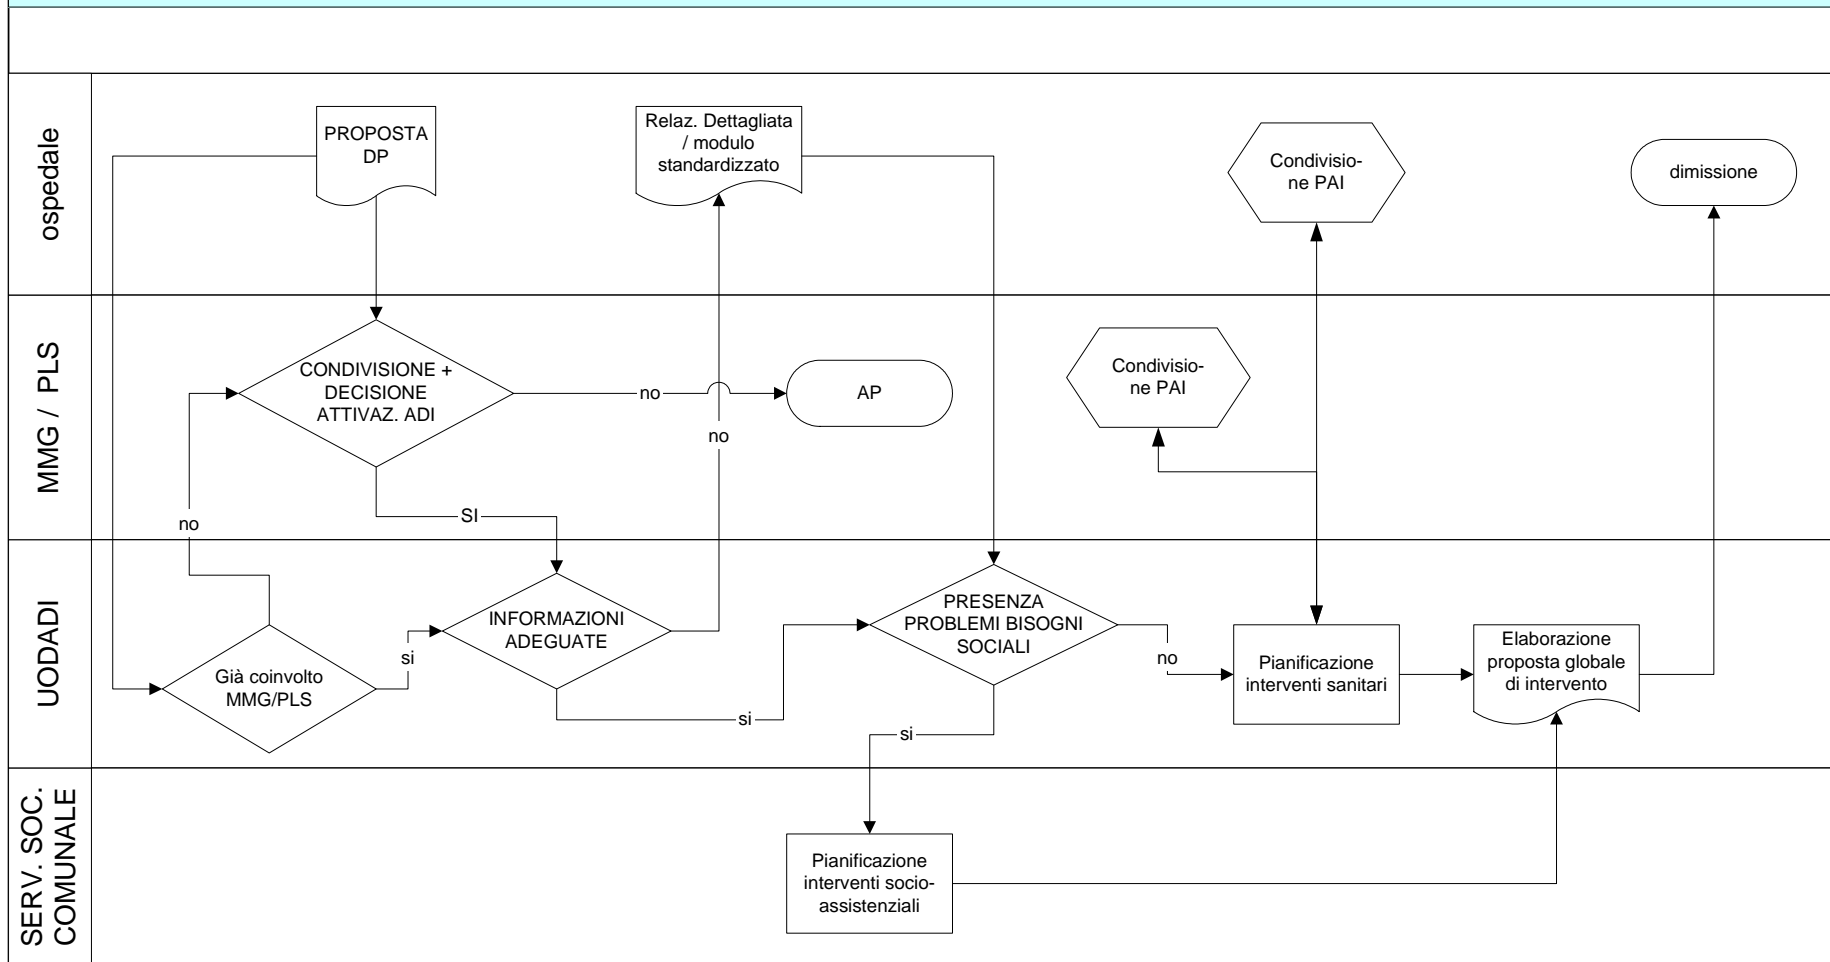 ospedale
PROPOSTA
DP
Relaz. Dettagliata
/ modulo
standardizzato
Condivisio-
ne PAI
dimissione
MMG / PLS
CONDIVISIONE +
DECISIONE
ATTIVAZ. ADI
no
AP
Condivisio-
ne PAI
no
SI
no
UODADI
Già coinvolto
MMG/PLS
si
INFORMAZIONI
ADEGUATE
si
PRESENZA
PROBLEMI BISOGNI
SOCIALI
no
si
Pianificazione
interventi sanitari
Elaborazione
proposta globale
di intervento
SERV. SOC.
COMUNALE
Pianificazione
interventi socio-
assistenziali